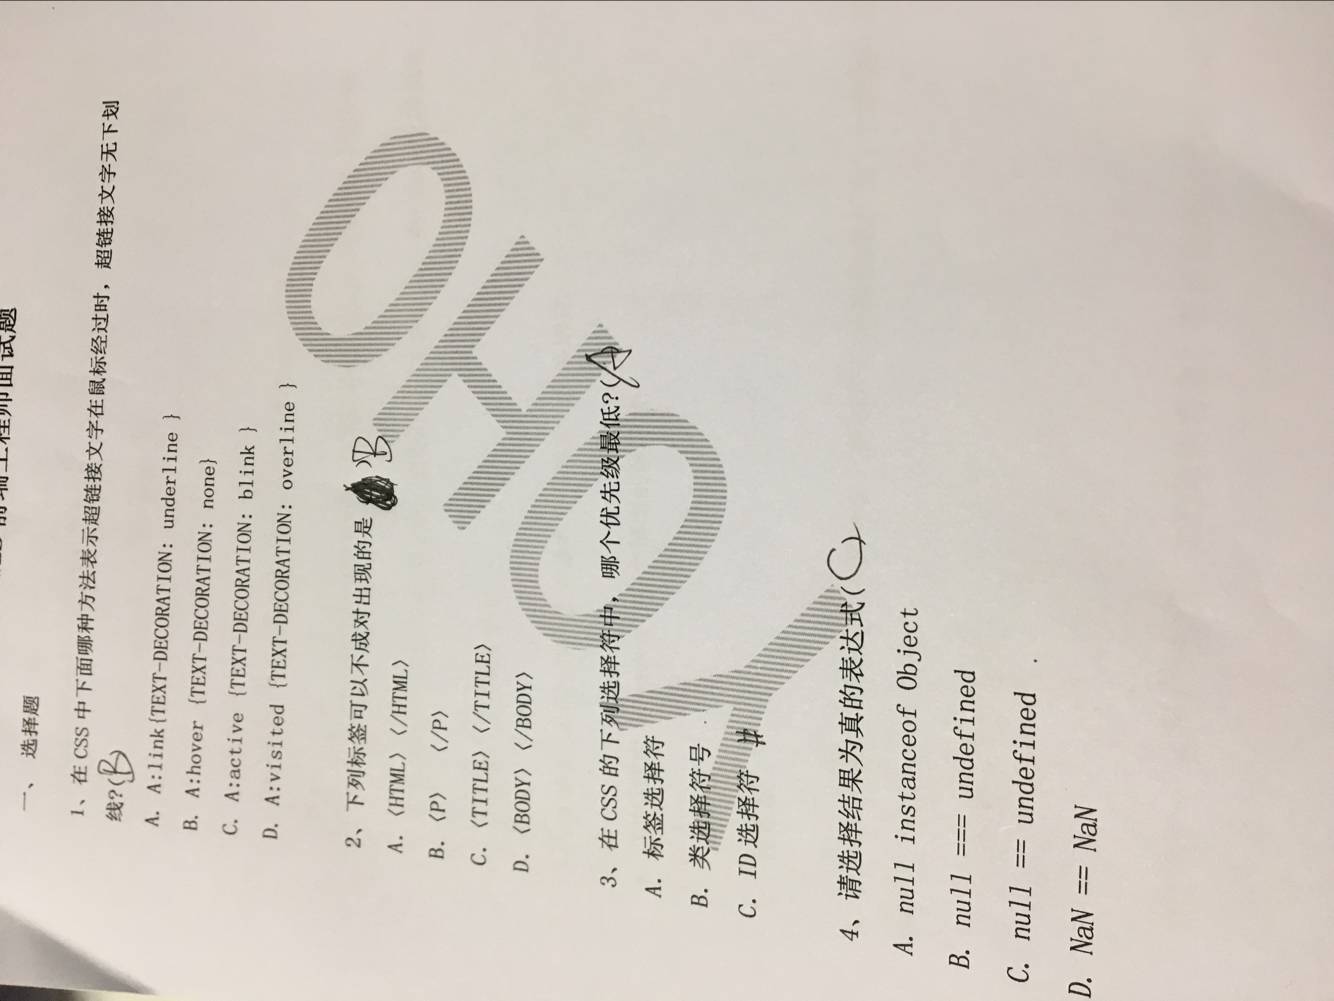 前端工程师面试题
一、 选择题
1、在 CSS 中下面哪种方法表示超链接文字在鼠标经过时，超链接文字无下划
线?(B)
A. A:link{TEXT-DECORATION: underline }
B. A:hover {TEXT-DECORATION: none}
C. A:active {TEXT-DECORATION: blink }
D. A:visited {TEXT-DECORATION: overline }
2、下列标签可以不成对出现的是 )B
A.〈HTML〉〈/HTML〉
B.〈P〉 〈/P〉
C.〈TITLE〉〈/TITLE〉
D.〈BODY〉〈/BODY〉
3、在 CSS 的下列选择符中，哪个优先级最低?(A)
A. 标签选择符
B. 类选择符号
C. ID 选择符 #
4、请选择结果为真的表达式(C)
A. null instanceof Object
B. null === undefined
C. null == undefined .
D. NaN == NaN
YOHO